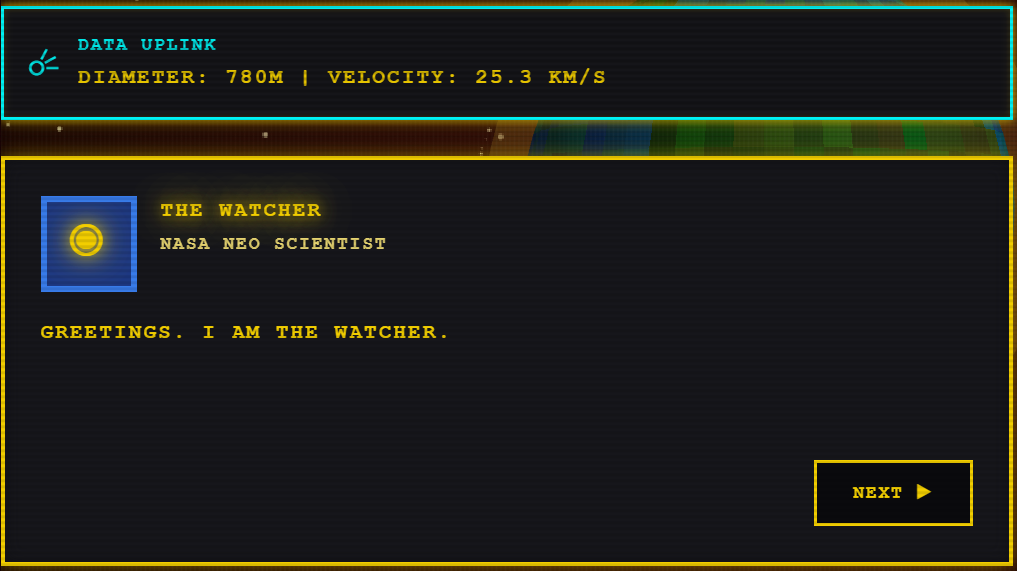 DATA UPLINK
DIAMETER: 780M | VELOCITY: 25.3 KM/S
THE WATCHER
NASA NEO SCIENTIST
GREETINGS. I AM THE WATCHER.
NEXT ▶